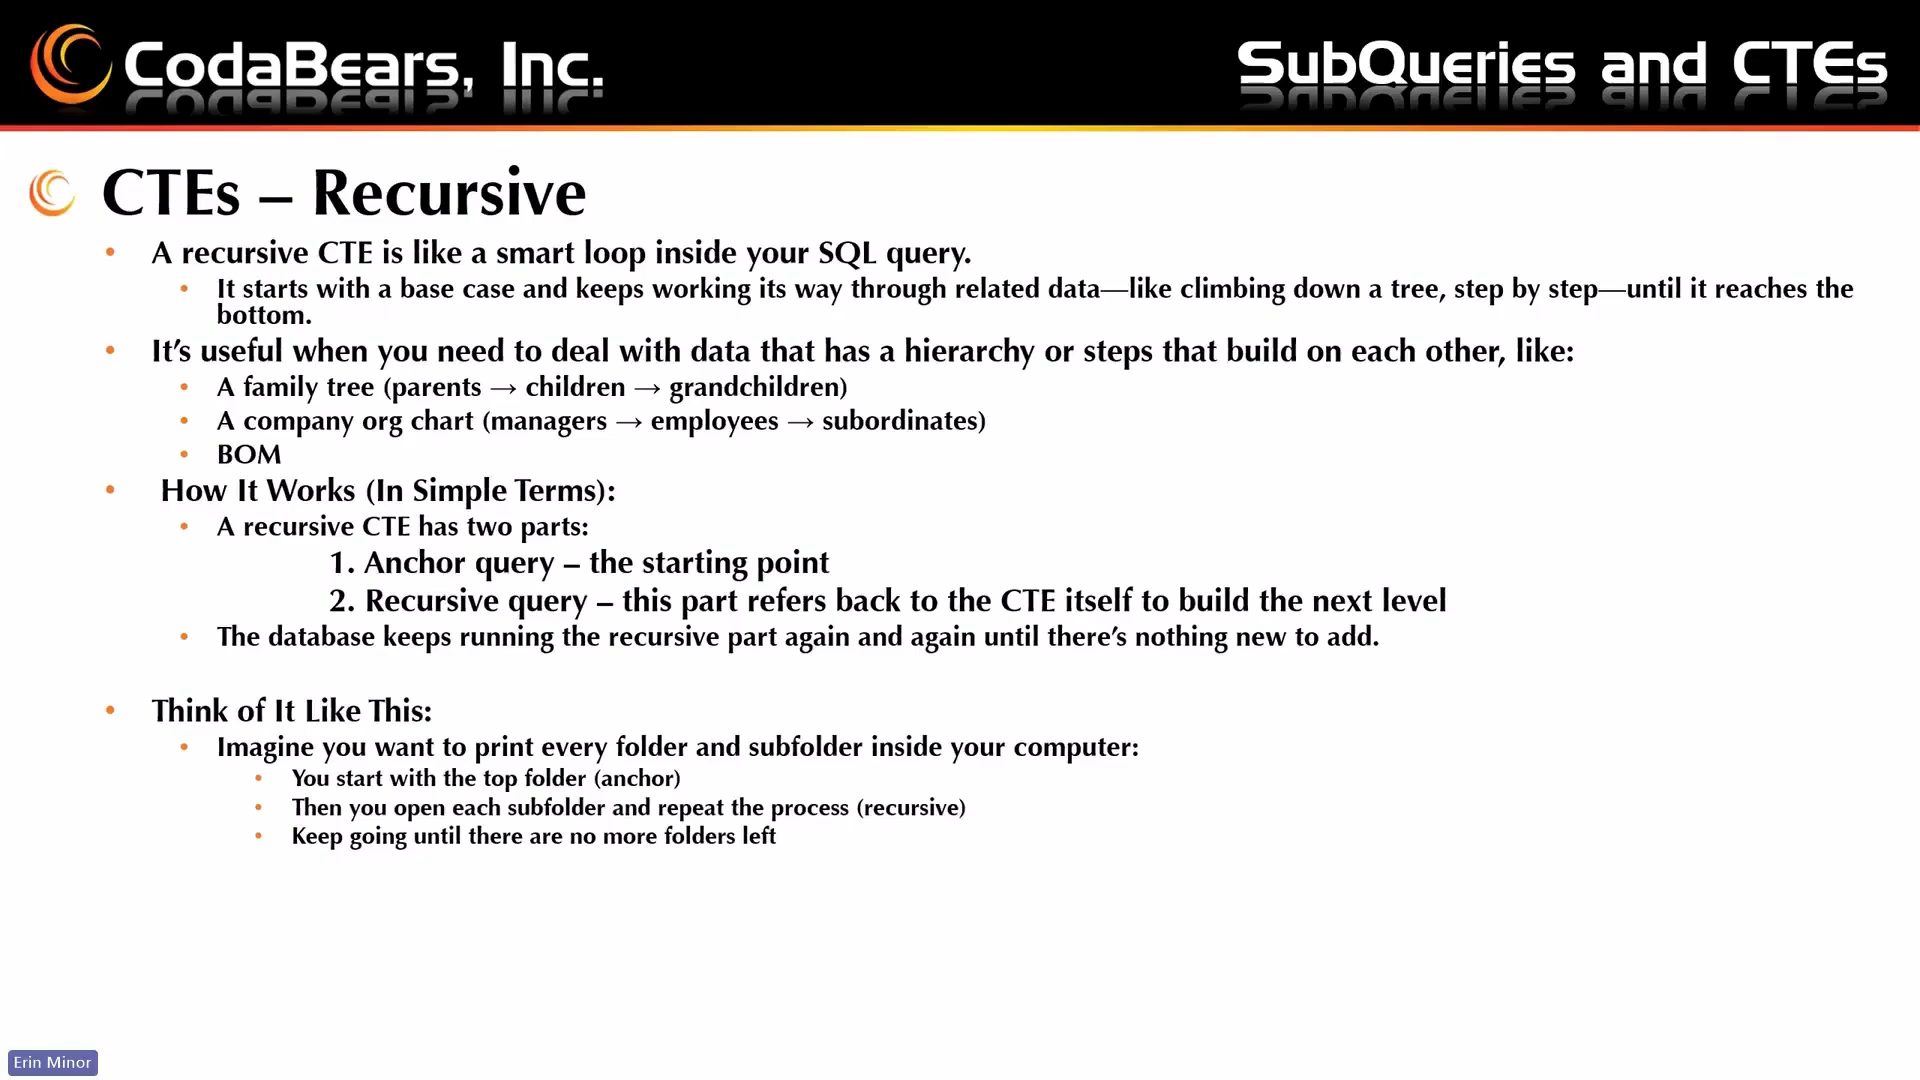 CodaBears, Inc.
SubQueries and CTEs
CTEs – Recursive
• A recursive CTE is like a smart loop inside your SQL query.
• It starts with a base case and keeps working its way through related data—like climbing down a tree, step by step—until it reaches the
bottom.
• It’s useful when you need to deal with data that has a hierarchy or steps that build on each other, like:
• A family tree (parents → children → grandchildren)
• A company org chart (managers → employees → subordinates)
• BOM
• How It Works (In Simple Terms):
• A recursive CTE has two parts:
1. Anchor query – the starting point
2. Recursive query – this part refers back to the CTE itself to build the next level
• The database keeps running the recursive part again and again until there’s nothing new to add.
• Think of It Like This:
• Imagine you want to print every folder and subfolder inside your computer:
• You start with the top folder (anchor)
• Then you open each subfolder and repeat the process (recursive)
• Keep going until there are no more folders left
Erin Minor